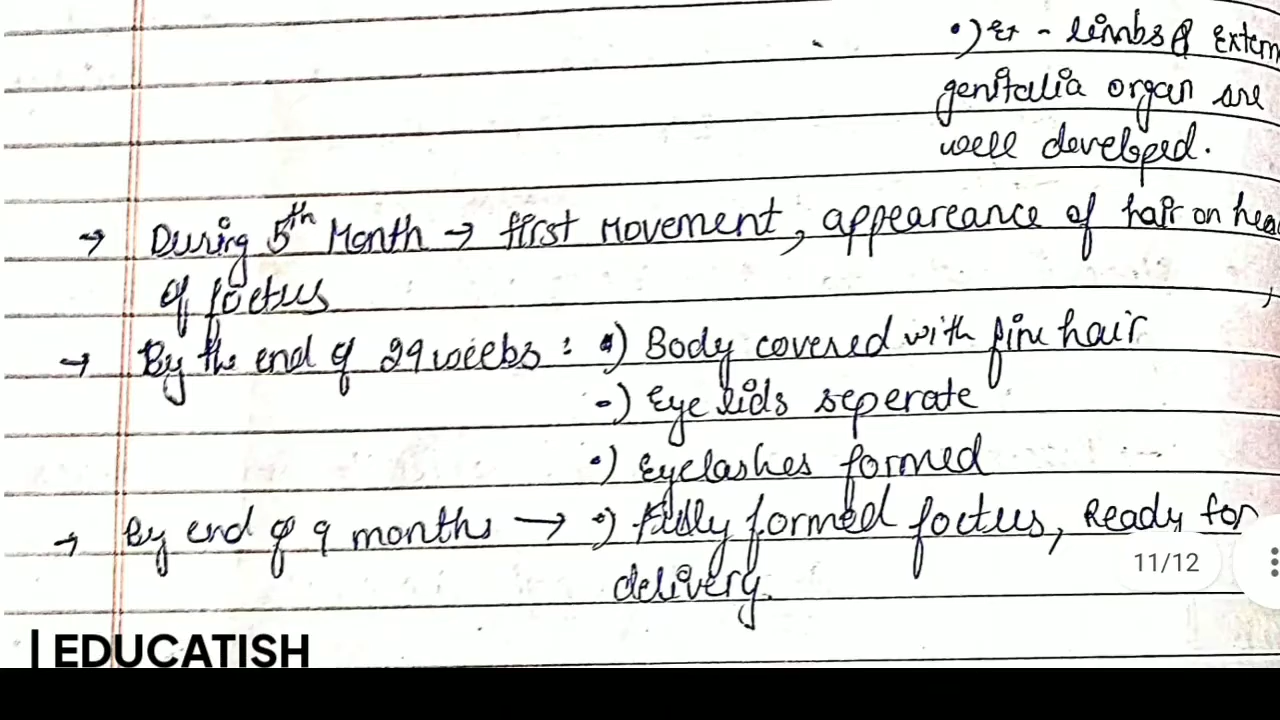 •) Ex - limbs & extern
genitalia organ are
well developed.
→ During 5th Month → first movement, appeareance of hair on hea
of foetus
→ By the end of 24 weebs : •) Body covered with fine hair
•) Eye lids seperate
•) Eyelashes formed
→ By end of 9 months → •) Fully formed foetus, Ready for
delivery.
11/12
| EDUCATISH